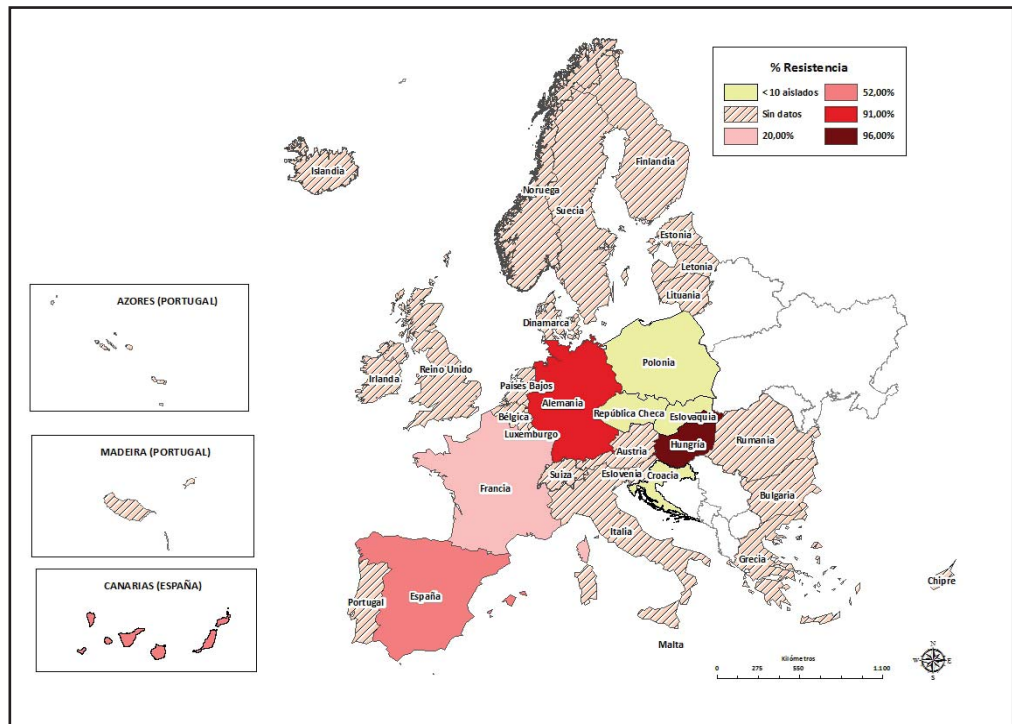 % Resistencia
< 10 aislados
52,00%
Sin datos
91,00%
20,00%
96,00%
Islandia
Finlandia
Noruega
Suecia
Estonia
Letonia
Lituania
AZORES (PORTUGAL)
Dinamarca
Polonia
Irlanda
Reino Unido
Países Bajos
Alemania
República Checa
Eslovaquia
Bélgica
Luxemburgo
Hungría
Rumania
MADEIRA (PORTUGAL)
Austria
Suiza
Eslovenia
Croacia
Francia
Bulgaria
Italia
Grecia
CANARIAS (ESPAÑA)
Chipre
Portugal
España
Malta
Kilómetros
0 275 550 1.100
N
W E
S